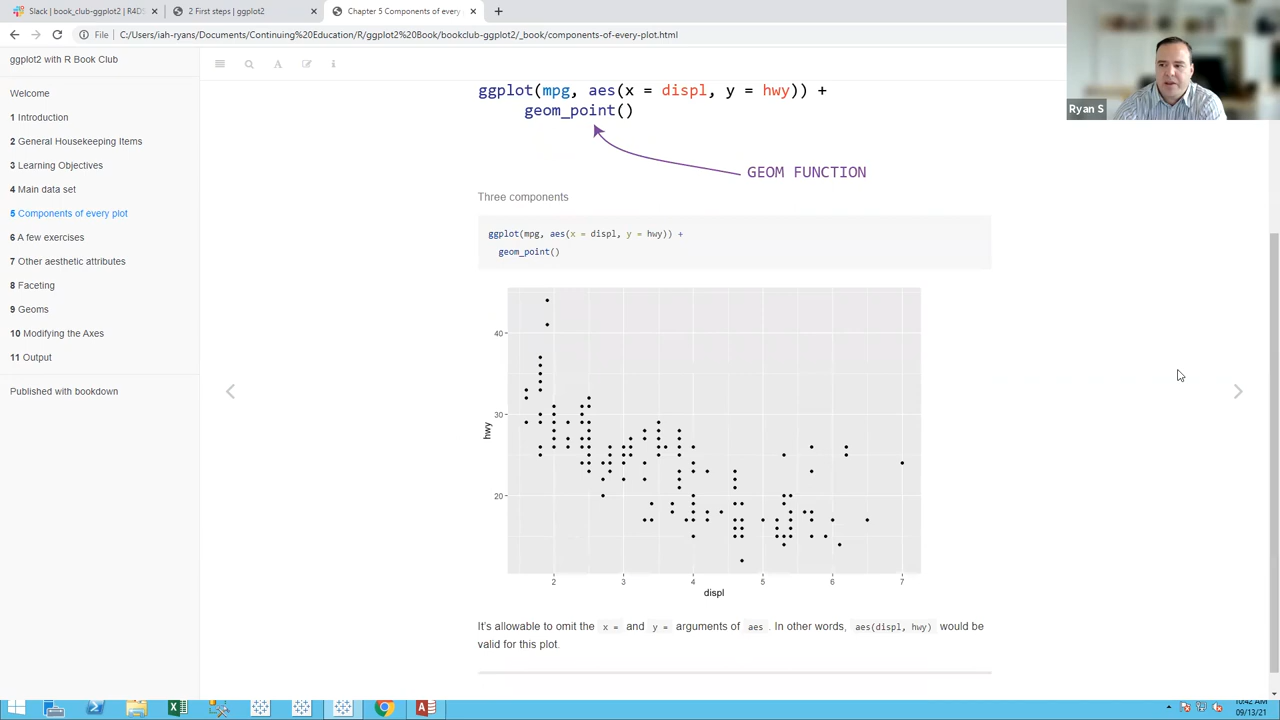 Slack | book_club-ggplot2 | R4DS
2 First steps | ggplot2
Chapter 5 Components of every
File
C:/Users/iah-ryans/Documents/Continuing%20Education/R/ggplot2%20Book/bookclub-ggplot2/_book/components-of-every-plot.html
Ryan S
ggplot2 with R Book Club
Welcome
1 Introduction
2 General Housekeeping Items
3 Learning Objectives
4 Main data set
5 Components of every plot
6 A few exercises
7 Other aesthetic attributes
8 Faceting
9 Geoms
10 Modifying the Axes
11 Output
Published with bookdown
ggplot(mpg, aes(x = displ, y = hwy)) +
geom_point()
GEOM FUNCTION
Three components
ggplot(mpg, aes(x = displ, y = hwy)) +
geom_point()
40
30
20
hwy
2 3 4 5 6 7
displ
It's allowable to omit the x = and y = arguments of aes . In other words, aes(displ, hwy) would be
valid for this plot.
10:42 AM
09/13/21